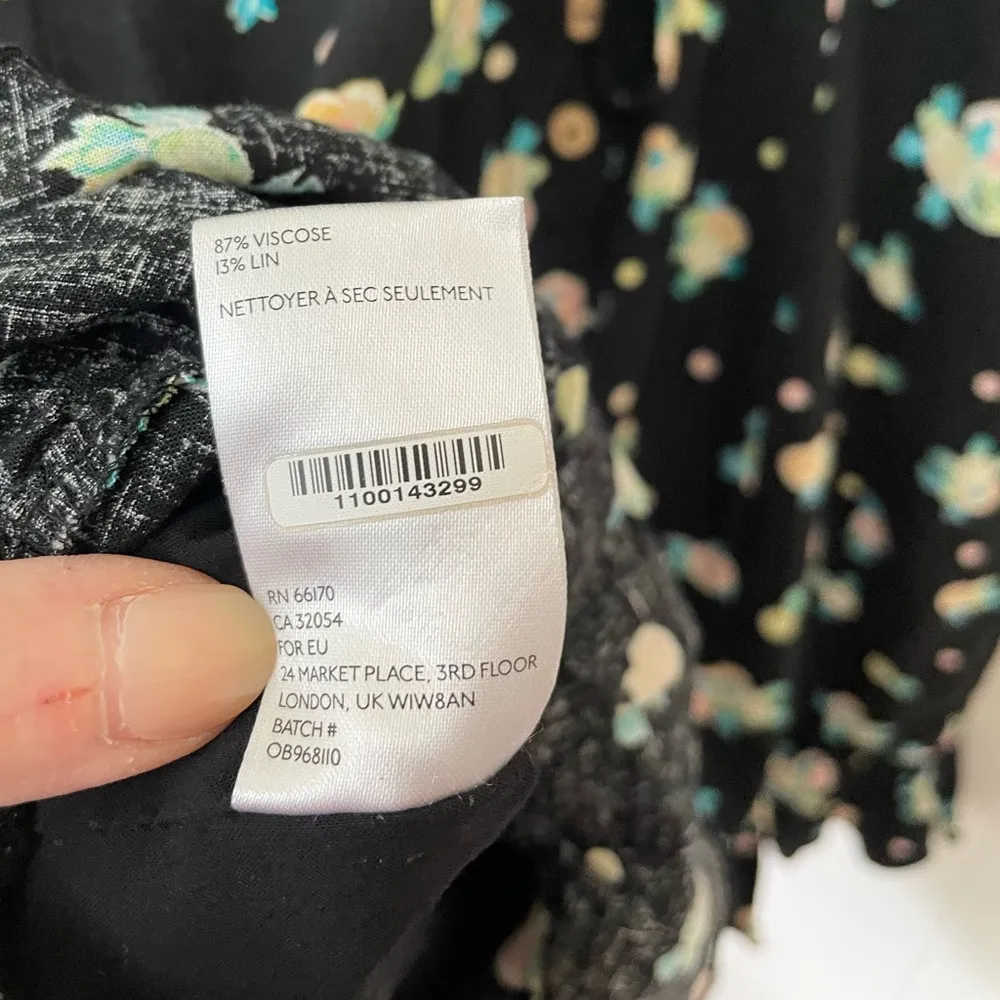 87% VISCOSE
13% LIN
NETTOYER À SEC SEULEMENT
1100143299
RN 66170
CA 32054
FOR EU
24 MARKET PLACE, 3RD FLOOR
LONDON, UK W1W8AN
BATCH #
OB968110